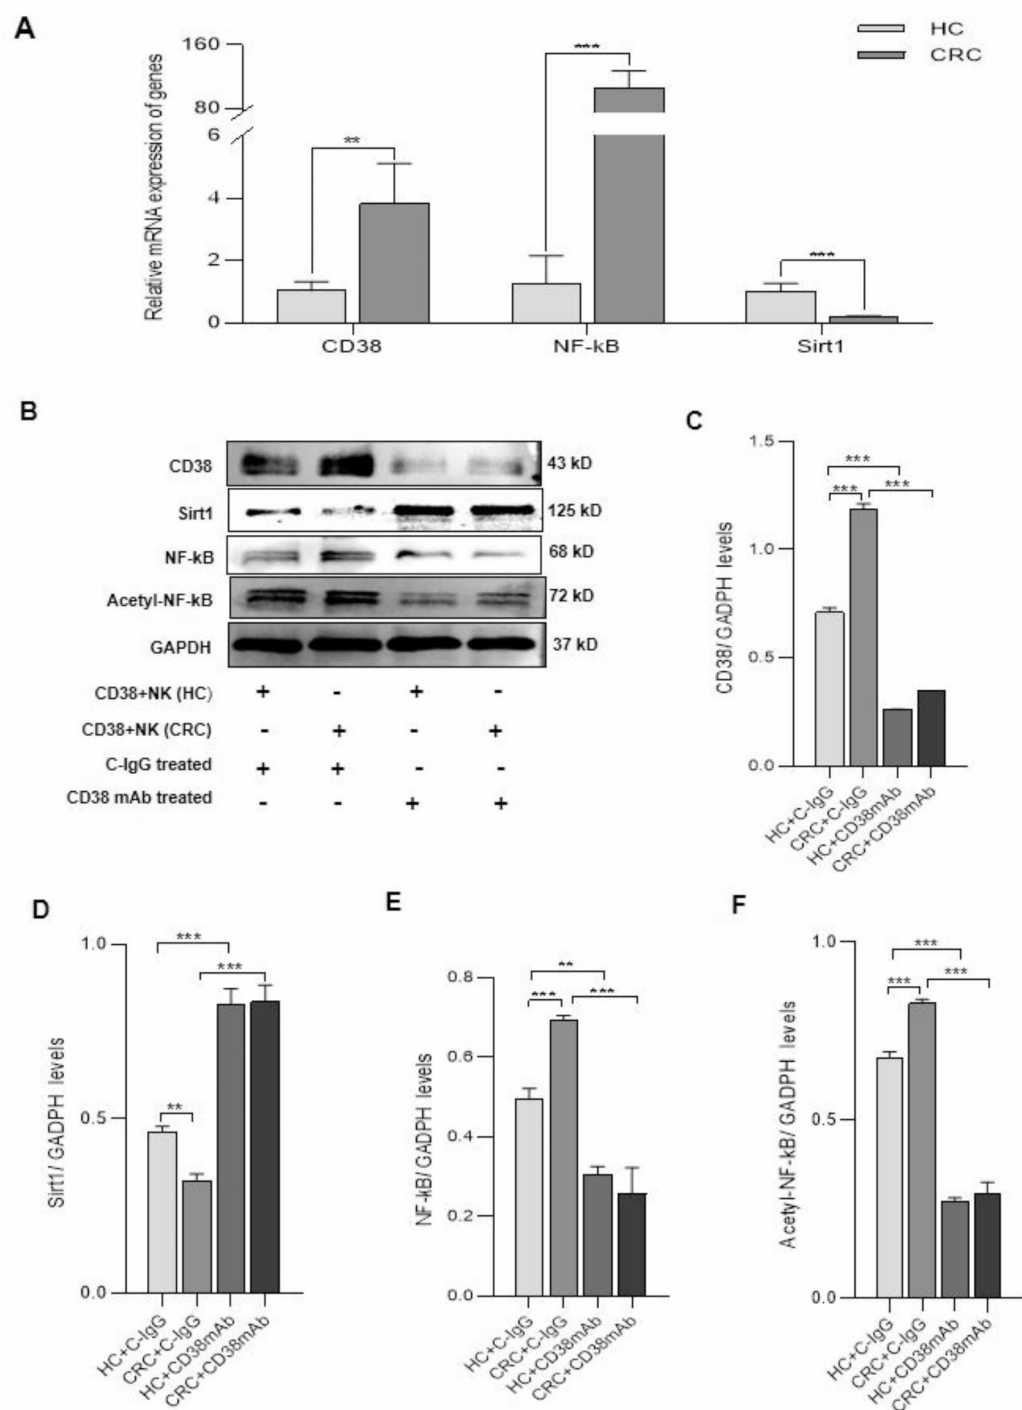 A
HC
CRC
Relative mRNA expression of genes
160
80
6
4
2
0
**
***
***
CD38
NF-kB
Sirt1
B
CD38
43 kD
Sirt1
125 kD
NF-kB
68 kD
Acetyl-NF-kB
72 kD
GAPDH
37 kD
CD38+NK (HC) + - + -
CD38+NK (CRC) - + - +
C-IgG treated + + - -
CD38 mAb treated - - + +
C
CD38/ GADPH levels
1.5
1.0
0.5
0.0
***
***
***
HC+C-IgG
CRC+C-IgG
HC+CD38mAb
CRC+CD38mAb
D
Sirt1/ GADPH levels
1.0
0.5
0.0
***
***
**
HC+C-IgG
CRC+C-IgG
HC+CD38mAb
CRC+CD38mAb
E
NF-kB/ GADPH levels
0.8
0.6
0.4
0.2
0.0
**
***
***
HC+C-IgG
CRC+C-IgG
HC+CD38mAb
CRC+CD38mAb
F
Acetyl-NF-kB/ GADPH levels
1.0
0.5
0.0
***
***
***
HC+C-IgG
CRC+C-IgG
HC+CD38mAb
CRC+CD38mAb